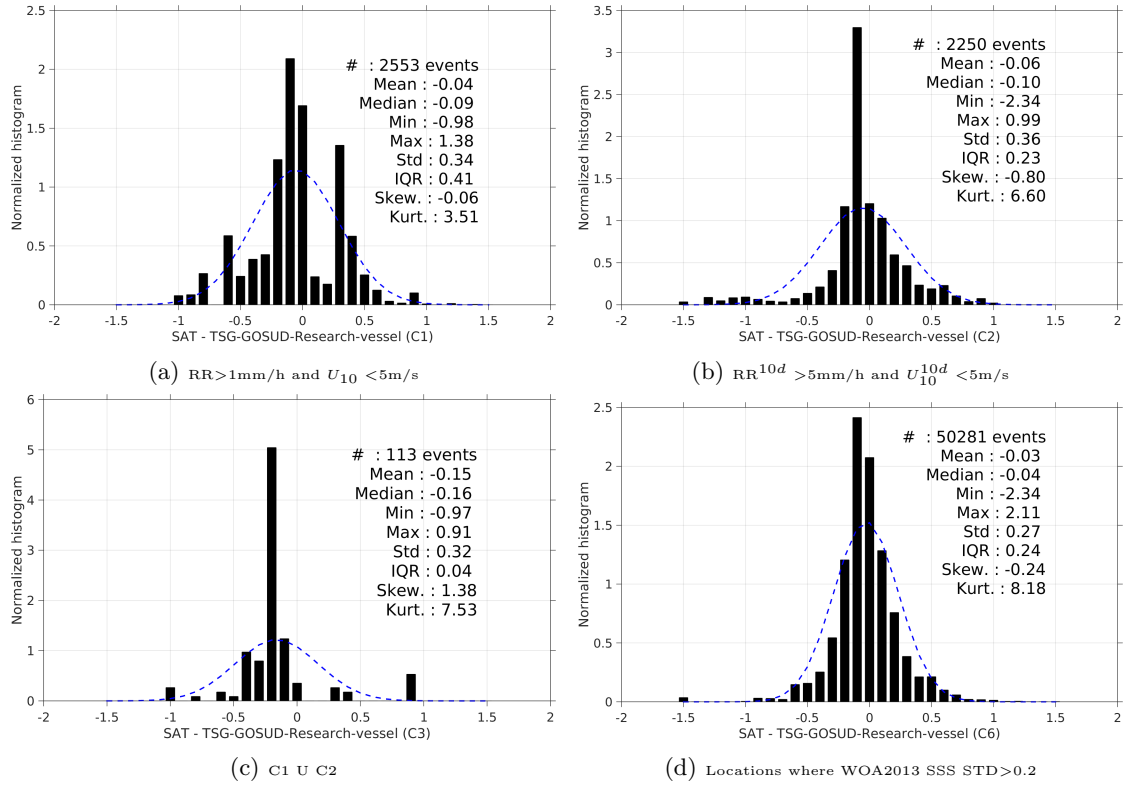 2.5
2
1.5
1
0.5
0
-2
-1.5
-1
-0.5
0
0.5
1
1.5
2
Normalized histogram
# : 2553 events
Mean : -0.04
Median : -0.09
Min : -0.98
Max : 1.38
Std : 0.34
IQR : 0.41
Skew. : -0.06
Kurt. : 3.51
SAT - TSG-GOSUD-Research-vessel (C1)
(a) RR>1mm/h and U10 <5m/s
3.5
3
2.5
2
1.5
1
0.5
0
-2
-1.5
-1
-0.5
0
0.5
1
1.5
2
Normalized histogram
# : 2250 events
Mean : -0.06
Median : -0.10
Min : -2.34
Max : 0.99
Std : 0.36
IQR : 0.23
Skew. : -0.80
Kurt. : 6.60
SAT - TSG-GOSUD-Research-vessel (C2)
(b) RR10d >5mm/h and U10d10 <5m/s
6
5
4
3
2
1
0
-2
-1.5
-1
-0.5
0
0.5
1
1.5
2
Normalized histogram
# : 113 events
Mean : -0.15
Median : -0.16
Min : -0.97
Max : 0.91
Std : 0.32
IQR : 0.04
Skew. : 1.38
Kurt. : 7.53
SAT - TSG-GOSUD-Research-vessel (C3)
(c) C1 U C2
2.5
2
1.5
1
0.5
0
-2
-1.5
-1
-0.5
0
0.5
1
1.5
2
Normalized histogram
# : 50281 events
Mean : -0.03
Median : -0.04
Min : -2.34
Max : 2.11
Std : 0.27
IQR : 0.24
Skew. : -0.24
Kurt. : 8.18
SAT - TSG-GOSUD-Research-vessel (C6)
(d) Locations where WOA2013 SSS STD>0.2